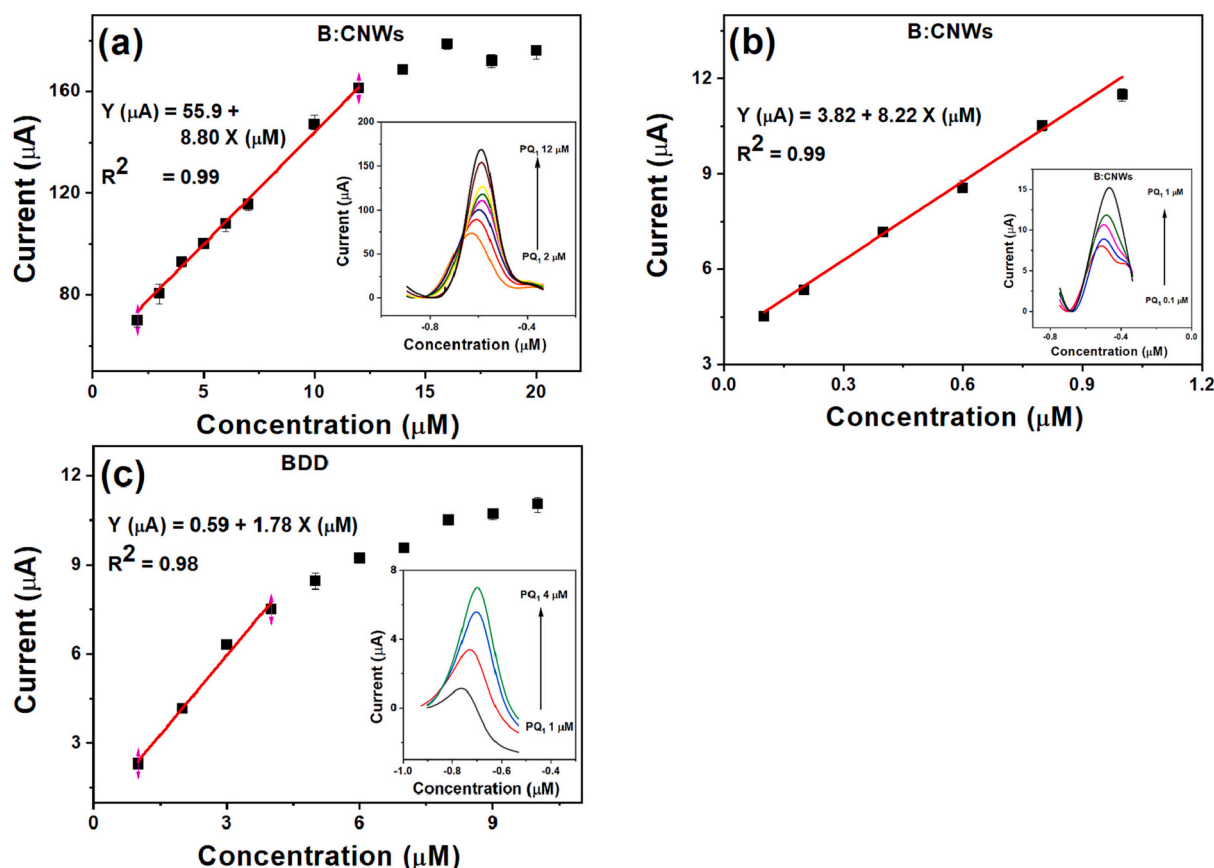 (a)
B:CNWs
Y (μA) = 55.9 +
8.80 X (μM)
R2 = 0.99
Current (μA)
160
120
80
0
5
10
15
20
Concentration (μM)
200
150
100
50
0
Current (μA)
PQ1 12 μM
PQ1 2 μM
-0.8
-0.4
Concentration (μM)
(b)
B:CNWs
Y (μA) = 3.82 + 8.22 X (μM)
R2 = 0.99
Current (μA)
12
9
6
3
0.0
0.3
0.6
0.9
1.2
Concentration (μM)
B:CNWs
15
10
5
0
Current (μA)
PQ1 1 μM
PQ1 0.1 μM
-0.8
-0.4
0.0
Concentration (μM)
(c)
BDD
Y (μA) = 0.59 + 1.78 X (μM)
R2 = 0.98
Current (μA)
12
9
6
3
0
3
6
9
Concentration (μM)
8
4
0
Current (μA)
PQ1 4 μM
PQ1 1 μM
-1.0
-0.8
-0.6
-0.4
Concentration (μM)